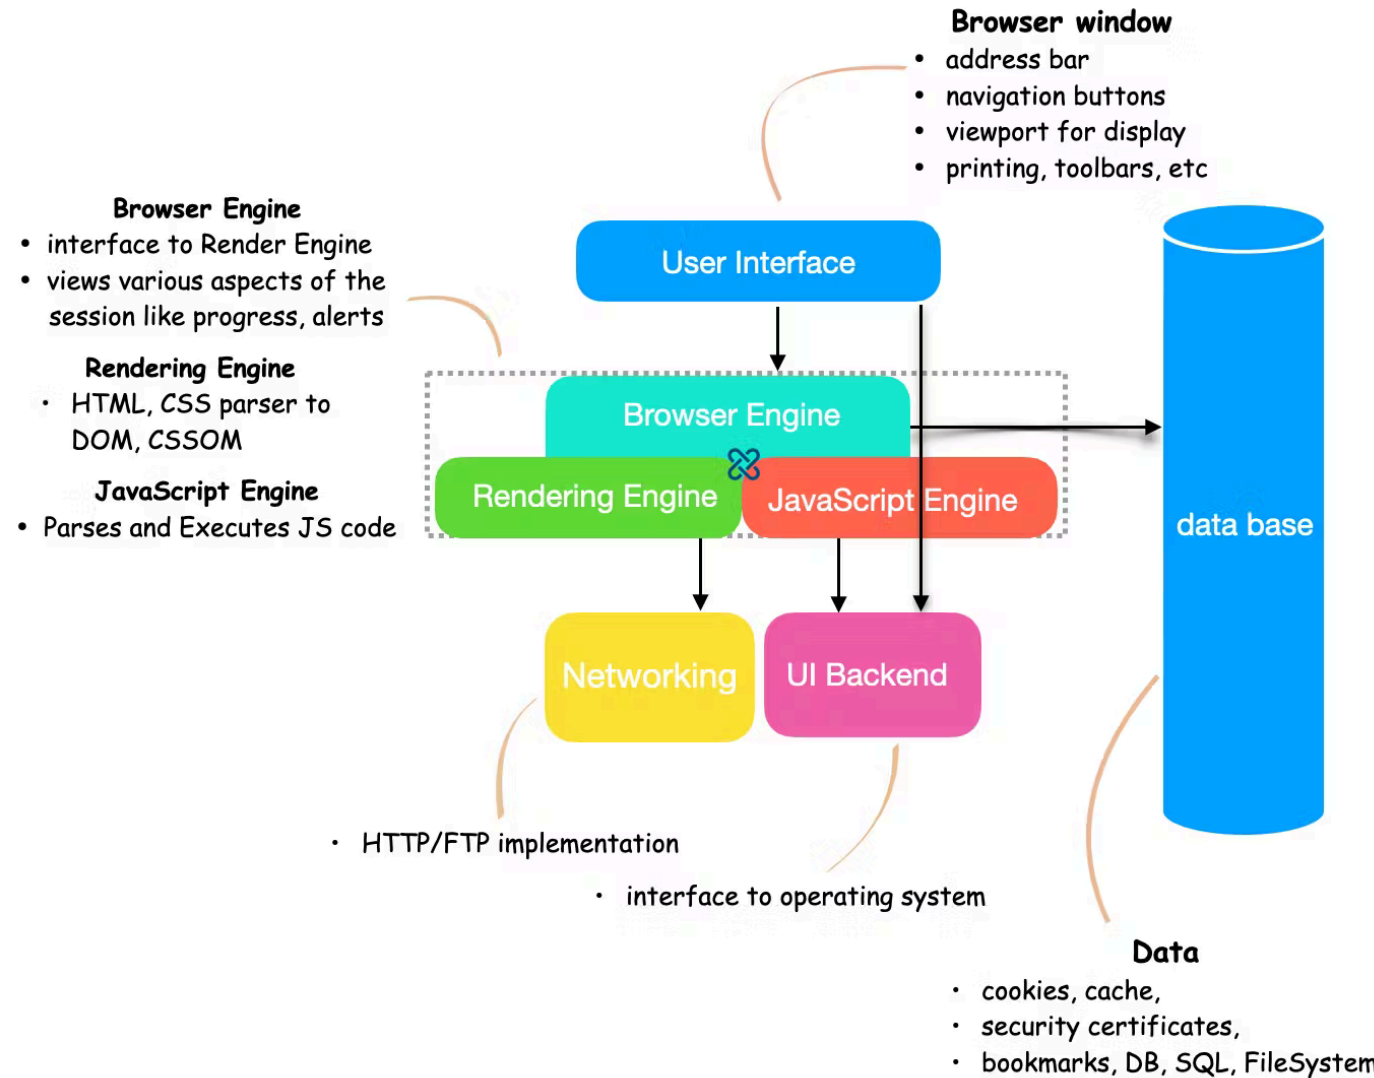 Browser window
• address bar
• navigation buttons
• viewport for display
• printing, toolbars, etc
Browser Engine
• interface to Render Engine
• views various aspects of the
session like progress, alerts
Rendering Engine
• HTML, CSS parser to
DOM, CSSOM
JavaScript Engine
• Parses and Executes JS code
User Interface
Browser Engine
Rendering Engine
JavaScript Engine
data base
Networking
UI Backend
• HTTP/FTP implementation
• interface to operating system
Data
• cookies, cache,
• security certificates,
• bookmarks, DB, SQL, FileSystem